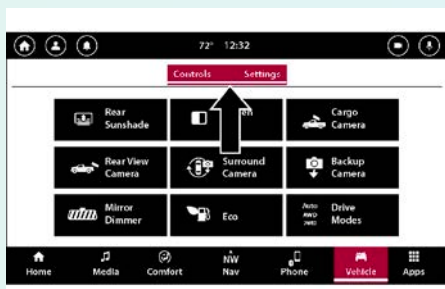 72° 12:32
Controls Settings
Rear
Sunshade
Cargo
Camera
Rear View
Camera
Surround
Camera
Backup
Camera
Mirror
Dimmer
Eco
Auto
AWD
2WD
Drive
Modes
NW
Home Media Comfort Nav Phone Vehicle Apps